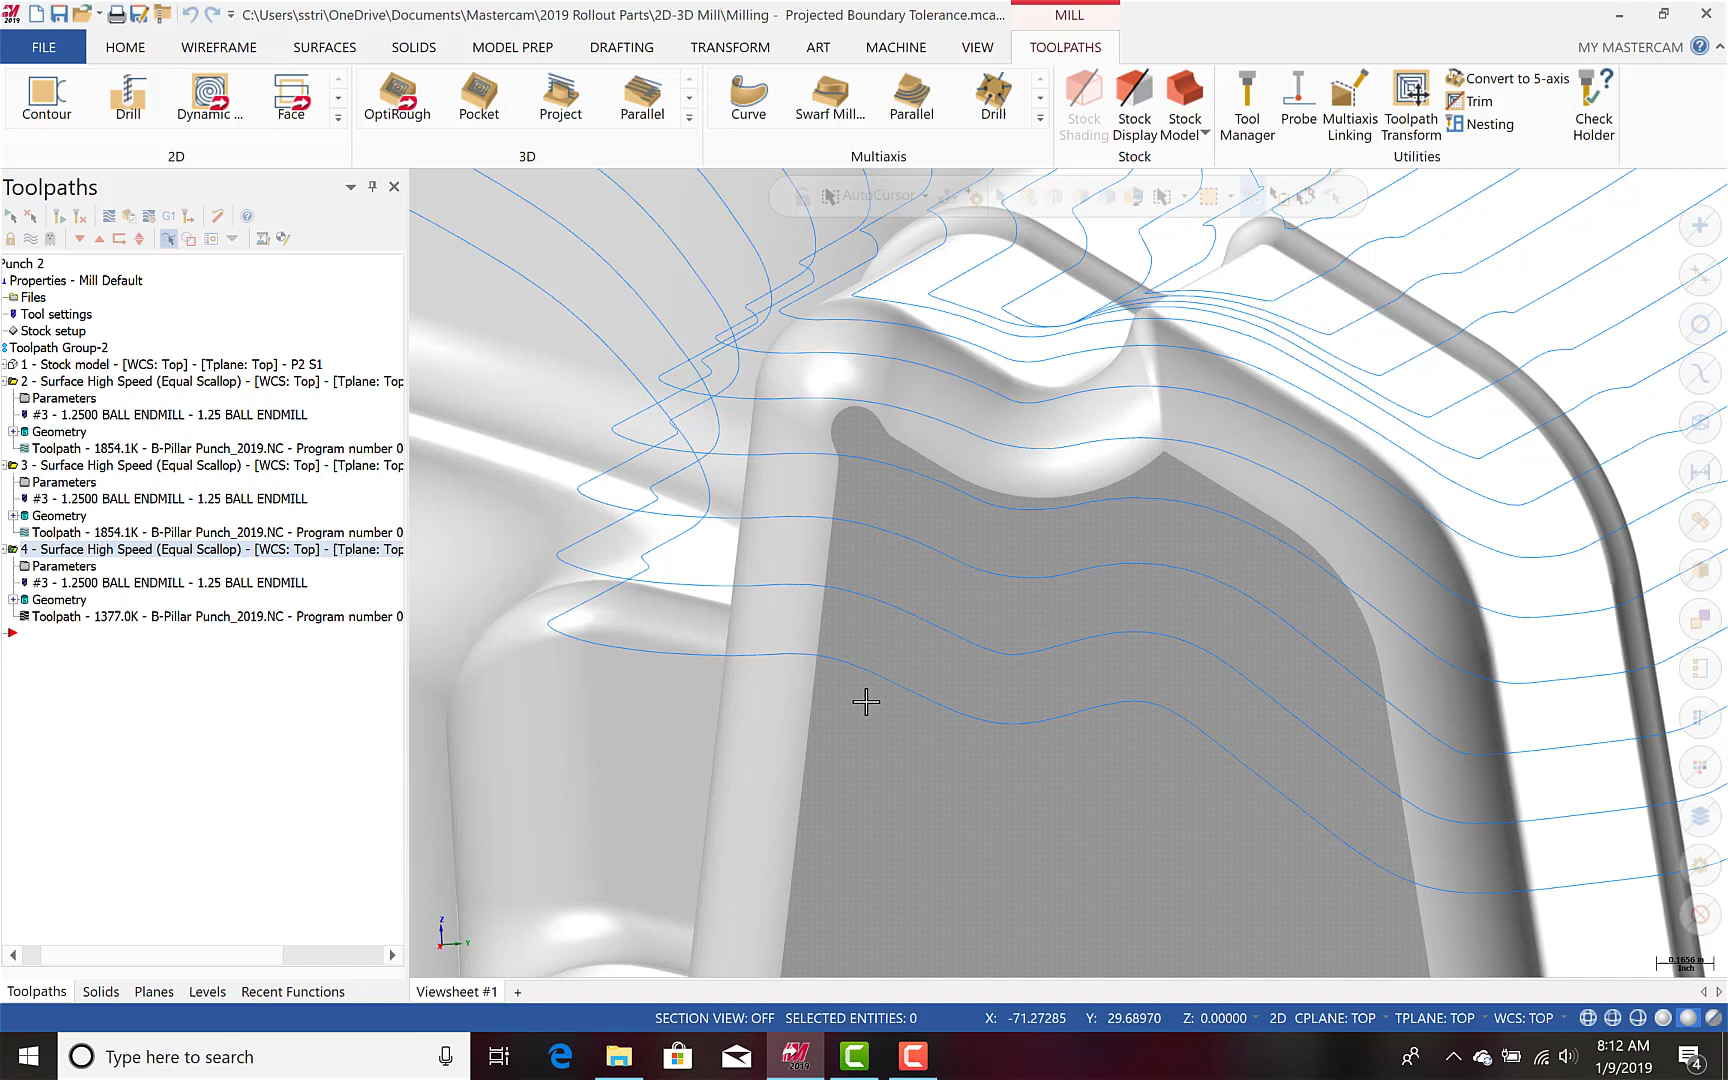 2019
C:\Users\sstri\OneDrive\Documents\Mastercam\2019 Rollout Parts\2D-3D Mill\Milling - Projected Boundary Tolerance.mca...
MILL
FILE HOME WIREFRAME SURFACES SOLIDS MODEL PREP DRAFTING TRANSFORM ART MACHINE VIEW TOOLPATHS
MY MASTERCAM
Contour Drill Dynamic ... Face
2D
OptiRough Pocket Project Parallel
3D
Curve Swarf Mill... Parallel Drill
Multiaxis
Stock Shading
Stock Display
Stock Model
Stock
Tool Manager
Probe
Multiaxis Linking
Toolpath Transform
Convert to 5-axis
Trim
Nesting
Check Holder
Utilities
Toolpaths
G1
AutoCursor
Punch 2
Properties - Mill Default
Files
Tool settings
Stock setup
Toolpath Group-2
1 - Stock model - [WCS: Top] - [Tplane: Top] - P2 S1
2 - Surface High Speed (Equal Scallop) - [WCS: Top] - [Tplane: Top
Parameters
#3 - 1.2500 BALL ENDMILL - 1.25 BALL ENDMILL
Geometry
Toolpath - 1854.1K - B-Pillar Punch_2019.NC - Program number 0
3 - Surface High Speed (Equal Scallop) - [WCS: Top] - [Tplane: Top
Parameters
#3 - 1.2500 BALL ENDMILL - 1.25 BALL ENDMILL
Geometry
Toolpath - 1854.1K - B-Pillar Punch_2019.NC - Program number 0
4 - Surface High Speed (Equal Scallop) - [WCS: Top] - [Tplane: Top
Parameters
#3 - 1.2500 BALL ENDMILL - 1.25 BALL ENDMILL
Geometry
Toolpath - 1377.0K - B-Pillar Punch_2019.NC - Program number 0
Z
Y
X
0.1656 in
Inch
Toolpaths Solids Planes Levels Recent Functions
Viewsheet #1 +
SECTION VIEW: OFF SELECTED ENTITIES: 0 X: -71.27285 Y: 29.68970 Z: 0.00000 2D CPLANE: TOP TPLANE: TOP WCS: TOP
Type here to search
2019
8:12 AM
1/9/2019
4